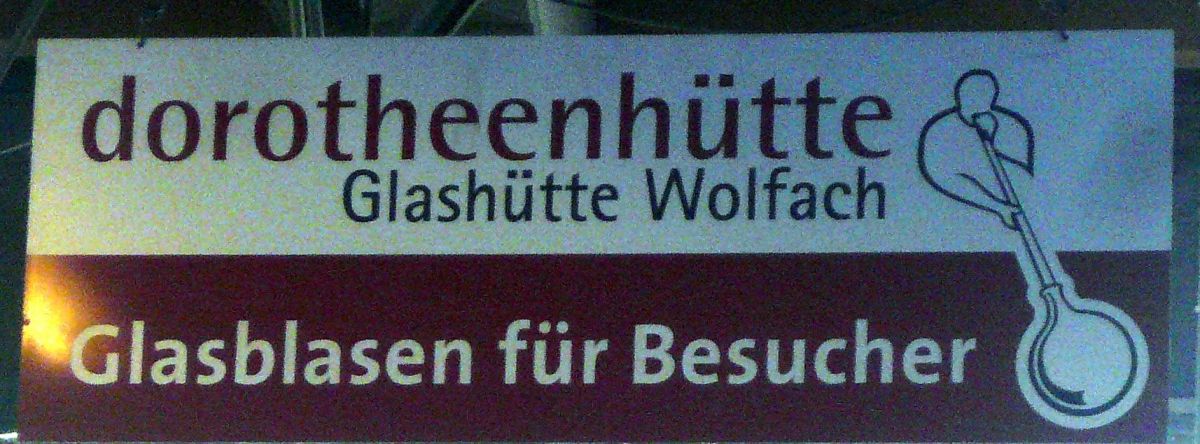 dorotheenhütte
Glashütte Wolfach
Glasblasen für Besucher